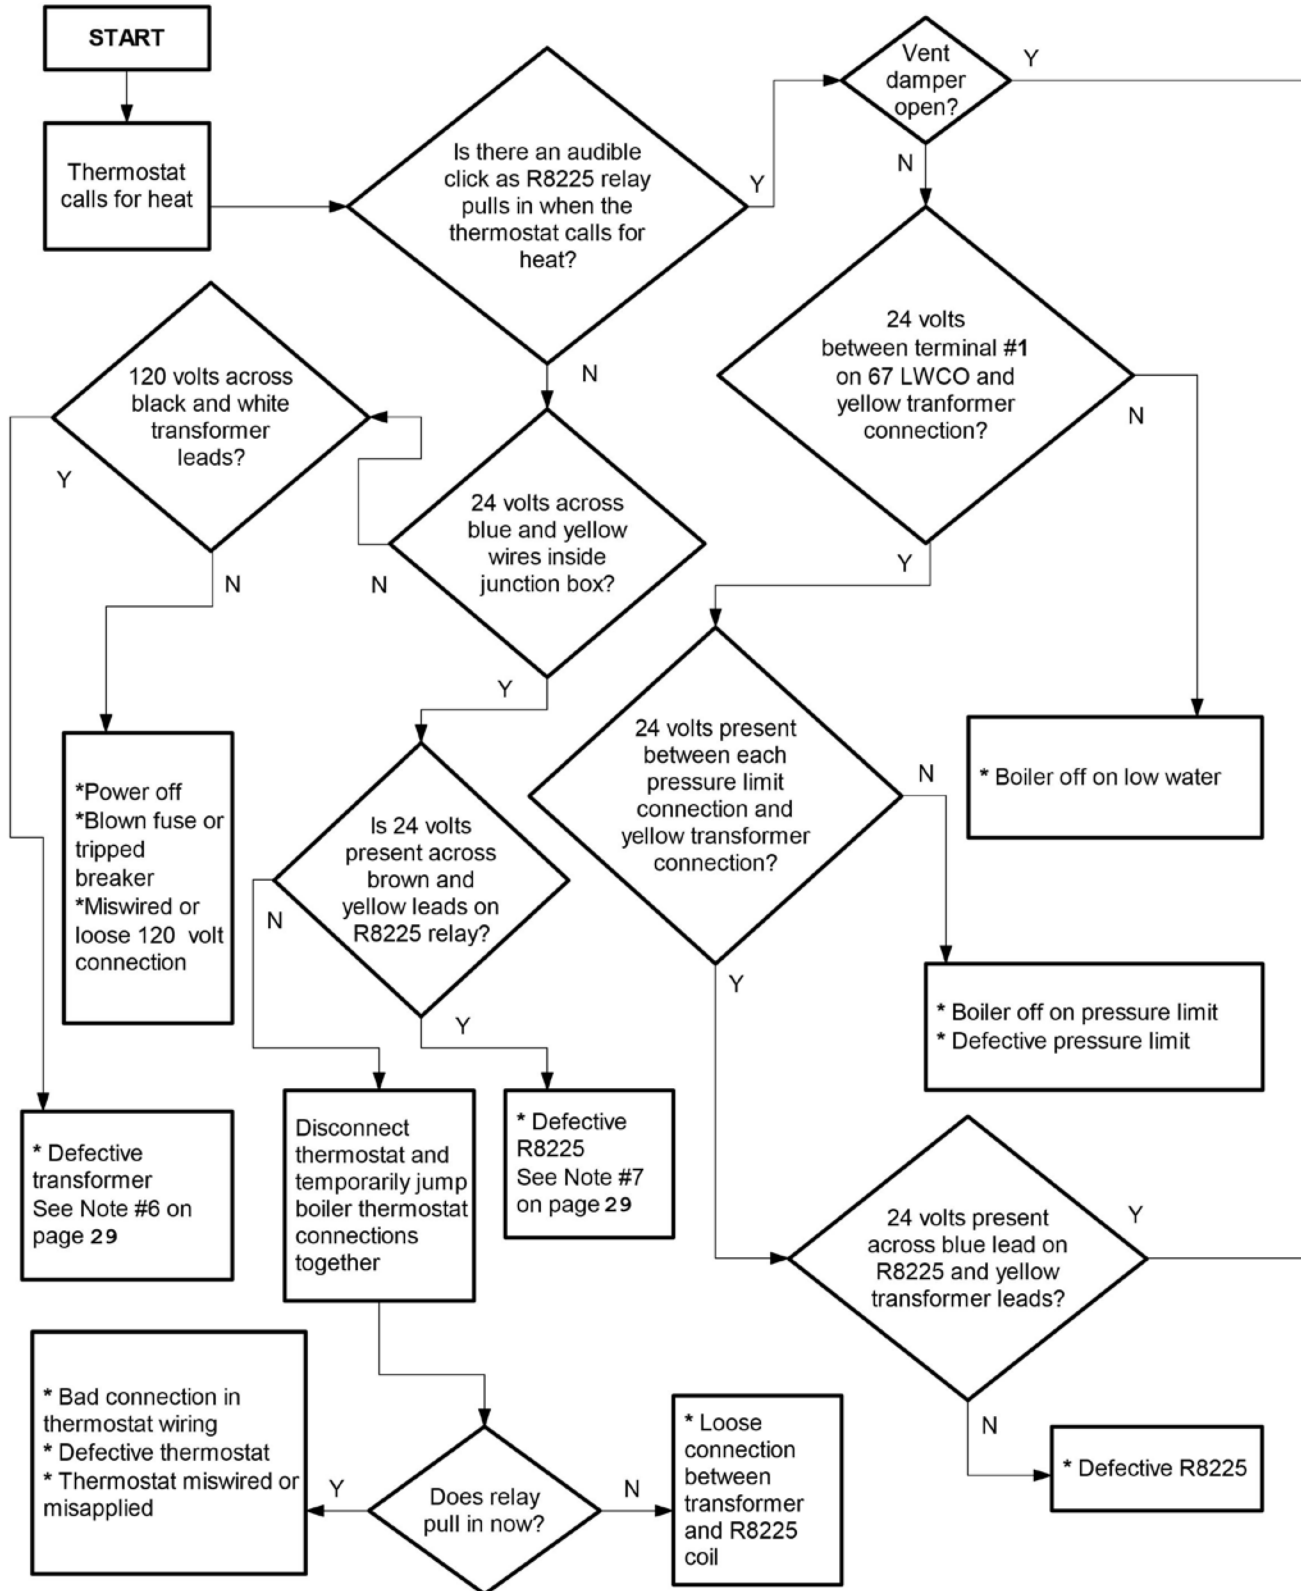 START
Thermostat
calls for heat
Is there an audible
click as R8225 relay
pulls in when the
thermostat calls for
heat?
Y
N
Vent
damper
open?
Y
N
24 volts
between terminal #1
on 67 LWCO and
yellow tranformer
connection?
N
Y
120 volts across
black and white
transformer
leads?
Y
N
24 volts across
blue and yellow
wires inside
junction box?
N
Y
*Power off
*Blown fuse or
tripped
breaker
*Miswired or
loose 120 volt
connection
Is 24 volts
present across
brown and
yellow leads on
R8225 relay?
N
Y
24 volts present
between each
pressure limit
connection and
yellow transformer
connection?
N
Y
* Boiler off on low water
* Boiler off on pressure limit
* Defective pressure limit
* Defective
transformer
See Note #6 on
page 29
Disconnect
thermostat and
temporarily jump
boiler thermostat
connections
together
* Defective
R8225
See Note #7
on page 29
24 volts present
across blue lead on
R8225 and yellow
transformer leads?
Y
N
* Bad connection in
thermostat wiring
* Defective thermostat
* Thermostat miswired or
misapplied
Y
Does relay
pull in now?
N
* Loose
connection
between
transformer
and R8225
coil
* Defective R8225